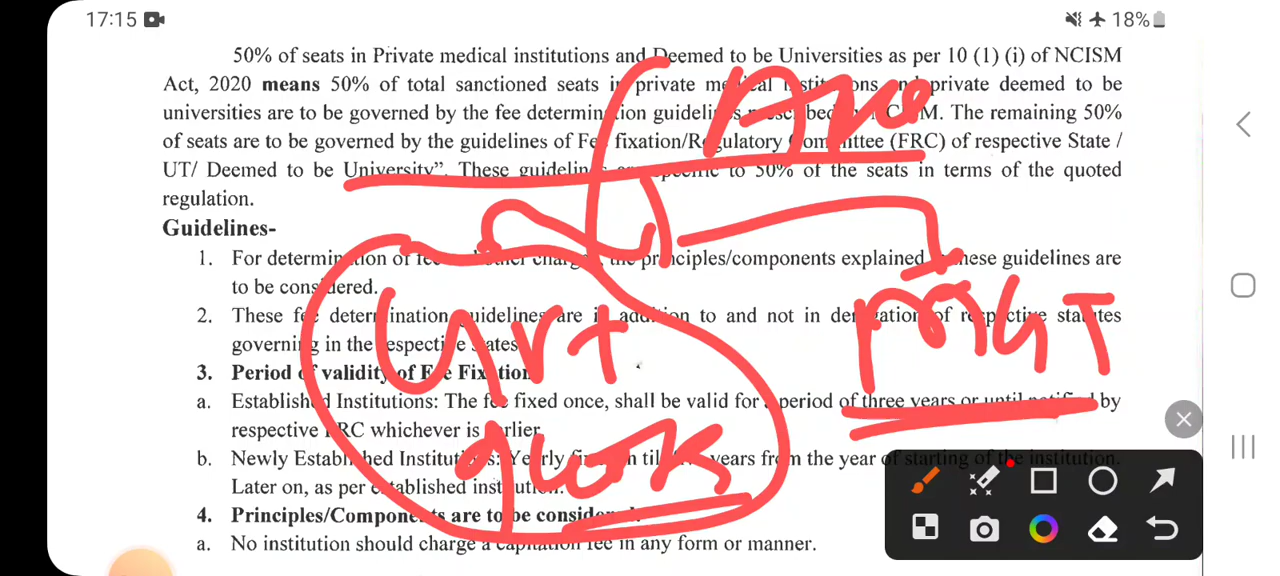 17:15
18%
50% of seats in Private medical institutions and Deemed to be Universities as per 10 (1) (i) of NCISM
Act, 2020 means 50% of total sanctioned seats in private medical institutions and private deemed to be
universities are to be governed by the fee determination guidelines prescribed by NCISM. The remaining 50%
of seats are to be governed by the guidelines of Fee fixation/Regulatory Committee (FRC) of respective State /
UT/ Deemed to be University”. These guidelines are specific to 50% of the seats in terms of the quoted
regulation.
Guidelines-
1. For determination of fee and other charges, the principles/components explained in these guidelines are
to be considered.
2. These fee determination guidelines are in addition to and not in derogation of respective statutes
governing in the respective states.
3. Period of validity of Fee Fixation
a. Established Institutions: The fee fixed once, shall be valid for a period of three years or until notified by
respective FRC whichever is earlier.
b. Newly Established Institutions: Yearly fixation till years from the year of starting of the institution.
Later on, as per established institution.
4. Principles/Components are to be considered:
a. No institution should charge a capitation fee in any form or manner.
MGT